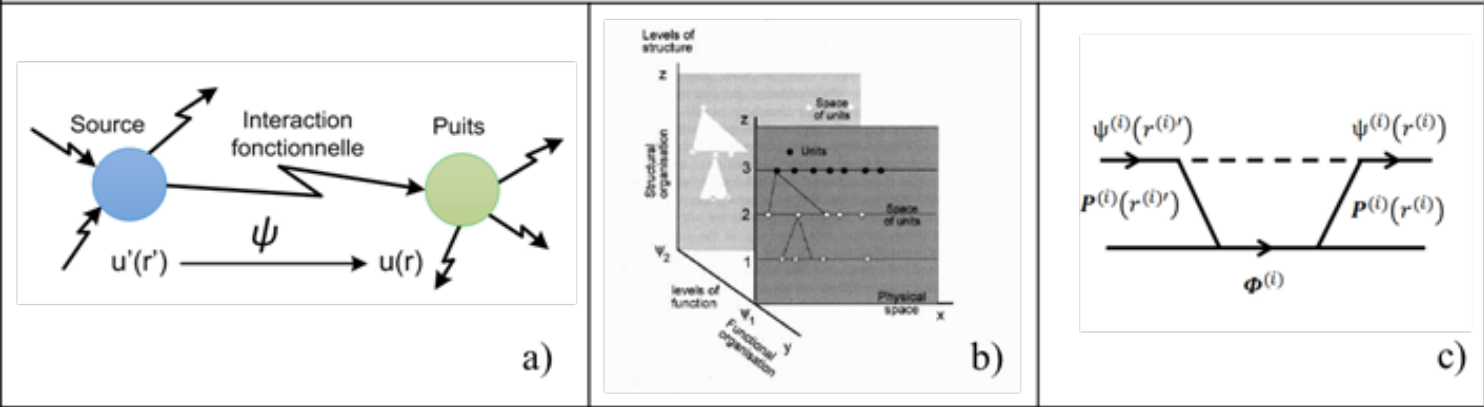 Source
Interaction
fonctionnelle
Puits
ψ
u'(r')
u(r)
a)
Levels of
structure
z
Space
of units
Structural
organisation
z
Units
3
2
Space
of units
1
Ψ2
levels of
function
Ψ1
Physical
space
x
Functional
organisation
y
b)
ψ⁽ⁱ⁾(r⁽ⁱ⁾′)
ψ⁽ⁱ⁾(r⁽ⁱ⁾)
P⁽ⁱ⁾(r⁽ⁱ⁾′)
P⁽ⁱ⁾(r⁽ⁱ⁾)
Φ⁽ⁱ⁾
c)